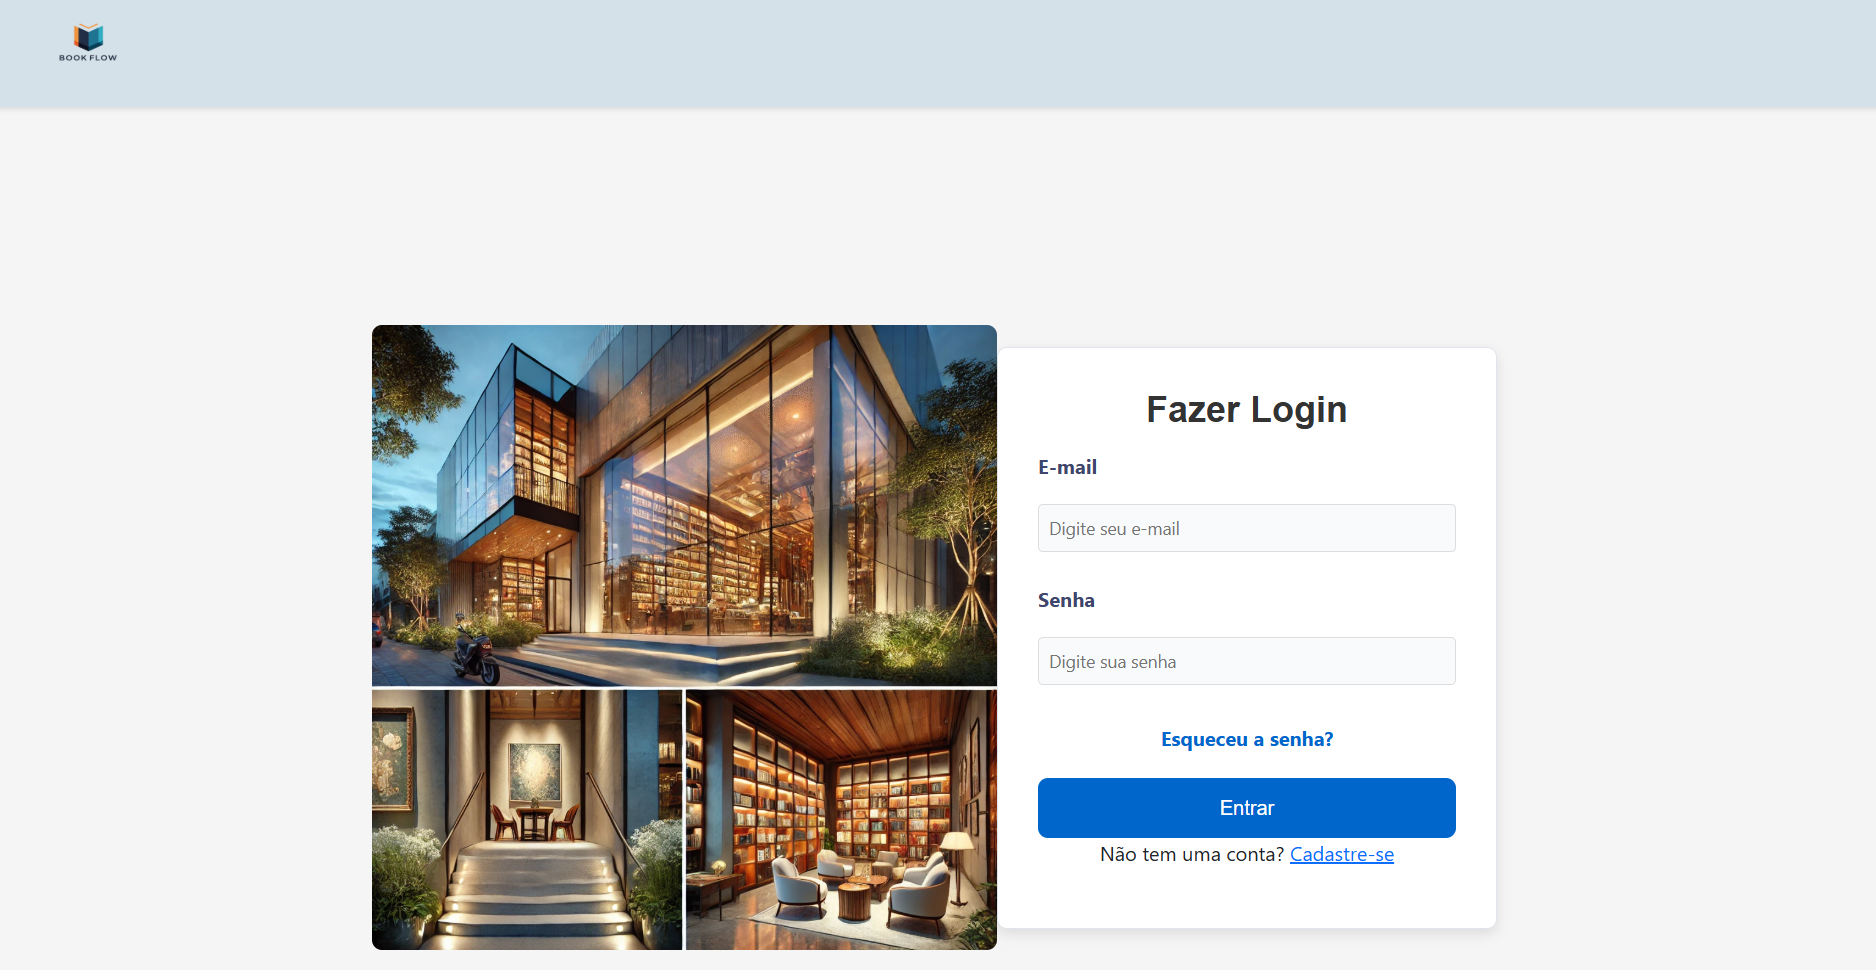 BOOK FLOW
Fazer Login
E-mail
Digite seu e-mail
Senha
Digite sua senha
Esqueceu a senha?
Entrar
Não tem uma conta? Cadastre-se